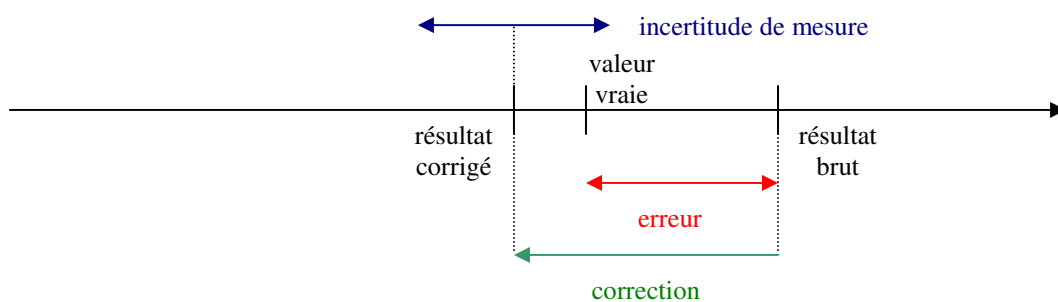 incertitude de mesure
valeur
vraie
résultat
corrigé
résultat
brut
erreur
correction